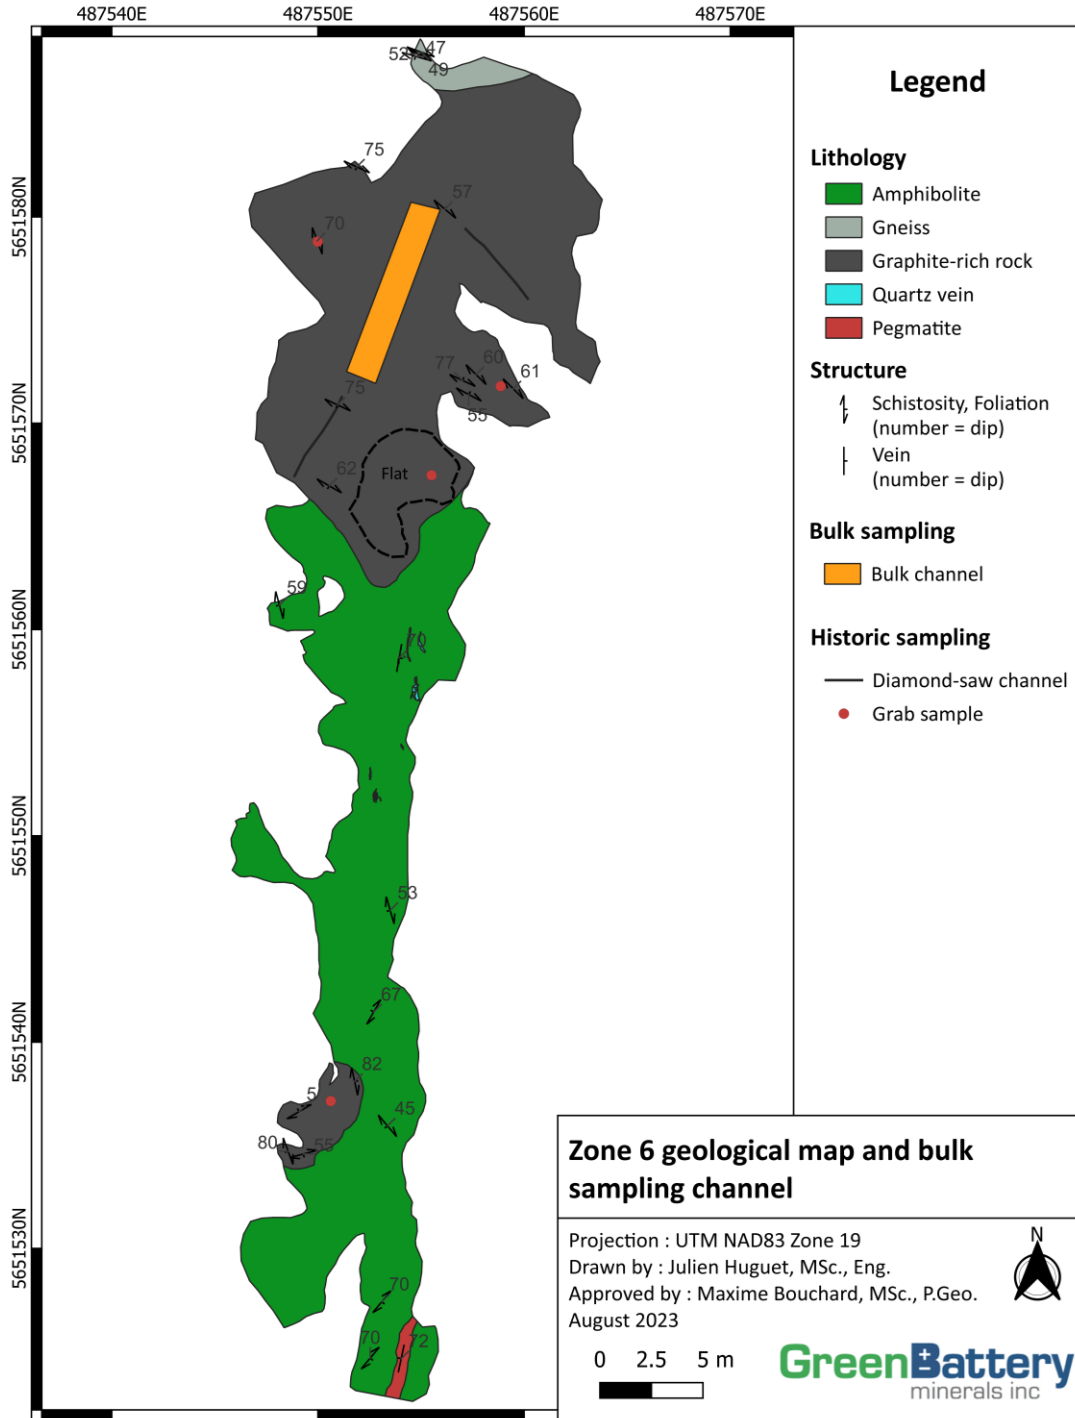 487540E 487550E 487560E 487570E
5651580N
5651570N
5651560N
5651550N
5651540N
5651530N
52 47
49
75
57
70
77 60
61
55
75
62
Flat
59
70
53
67
82
5
45
80 55
70
70 72
Legend
Lithology
Amphibolite
Gneiss
Graphite-rich rock
Quartz vein
Pegmatite
Structure
Schistosity, Foliation
(number = dip)
Vein
(number = dip)
Bulk sampling
Bulk channel
Historic sampling
Diamond-saw channel
Grab sample
Zone 6 geological map and bulk
sampling channel
Projection : UTM NAD83 Zone 19
Drawn by : Julien Huguet, MSc., Eng.
Approved by : Maxime Bouchard, MSc., P.Geo.
August 2023
N
0 2.5 5 m
GreenBattery
minerals inc